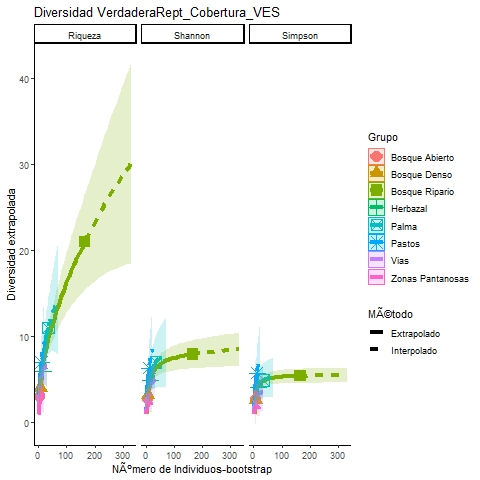 Diversidad VerdaderaRept_Cobertura_VES
Riqueza Shannon Simpson
Diversidad extrapolada
40
30
20
10
0
0 100 200 300 0 100 200 300 0 100 200 300
NÃºmero de Individuos-bootstrap
Grupo
Bosque Abierto
Bosque Denso
Bosque Ripario
Herbazal
Palma
Pastos
Vias
Zonas Pantanosas
MÃ©todo
Extrapolado
Interpolado